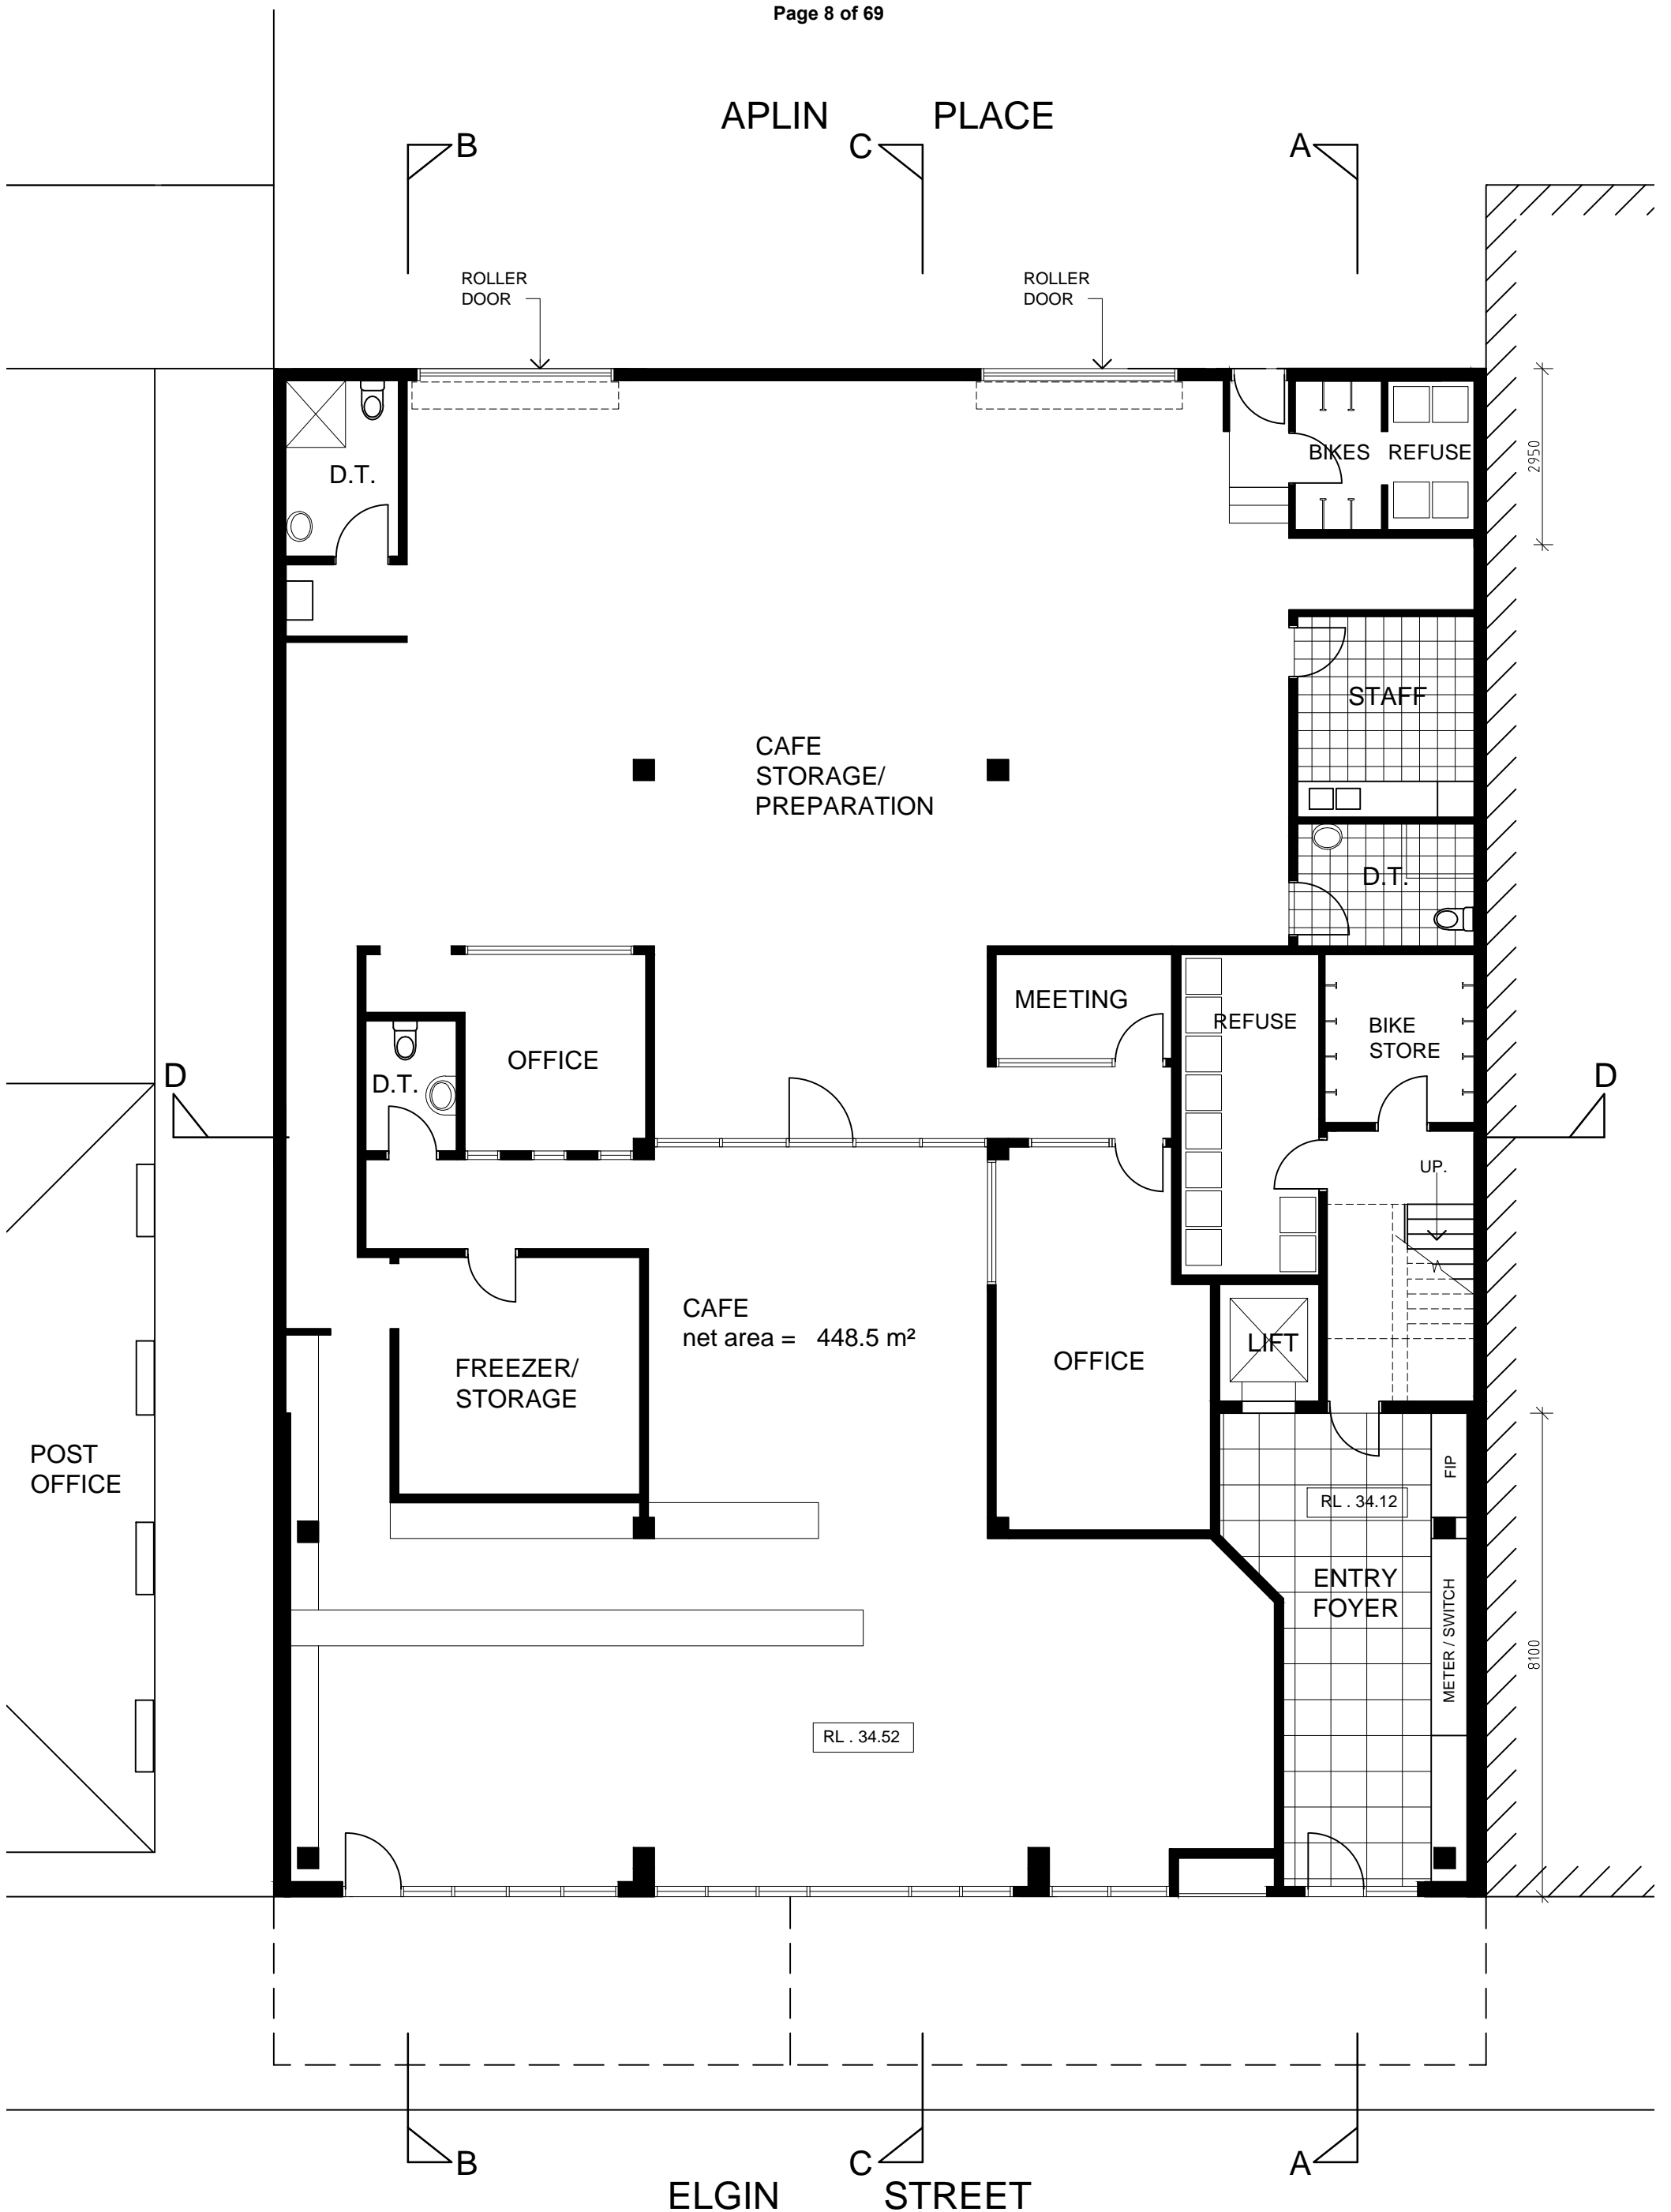 Page 8 of 69
APLIN PLACE
B
C
A
ROLLER
DOOR
ROLLER
DOOR
D.T.
BIKES
REFUSE
2950
STAFF
CAFE
STORAGE/
PREPARATION
D.T.
MEETING
REFUSE
BIKE
STORE
OFFICE
D.T.
D
D
UP.
CAFE
net area = 448.5 m²
LIFT
OFFICE
FREEZER/
STORAGE
POST
OFFICE
FIP
RL . 34.12
ENTRY
FOYER
METER / SWITCH
8100
RL . 34.52
B
C
A
ELGIN STREET